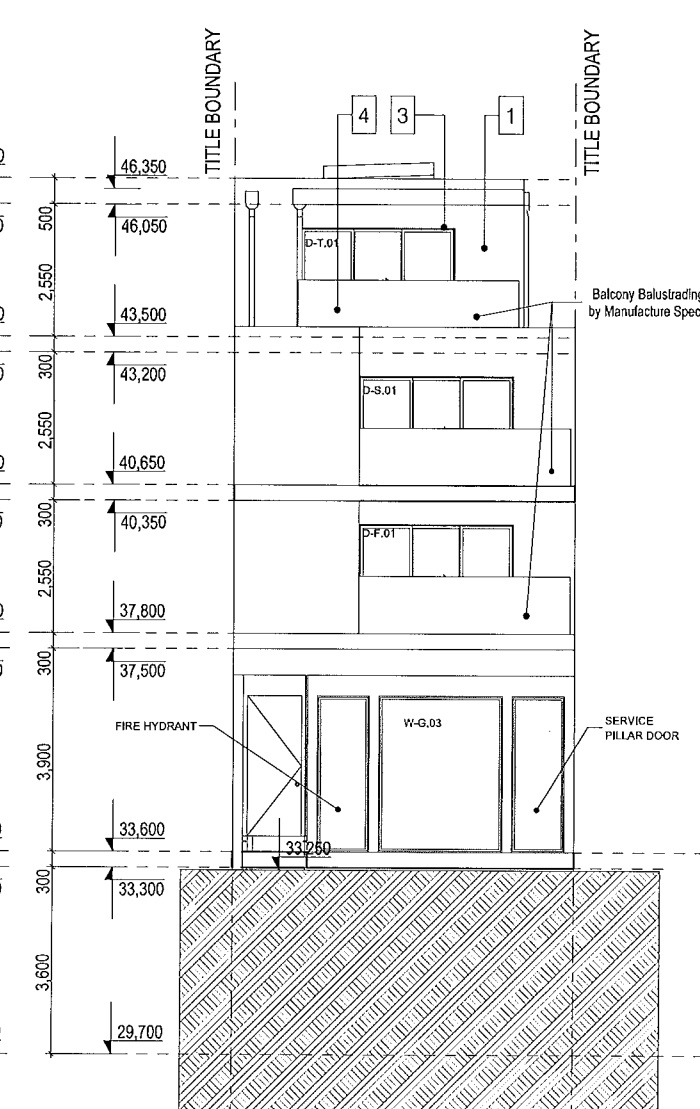 TITLE BOUNDARY
TITLE BOUNDARY
4
3
1
46,350
500
46,050
D-T.01
2,550
Balcony Balustrading
by Manufacture Spec
43,500
300
43,200
D-S.01
2,550
40,650
300
40,350
D-F.01
2,550
37,800
300
37,500
FIRE HYDRANT
W-G.03
SERVICE
PILLAR DOOR
3,900
33,600
33,260
300
33,300
3,600
29,700